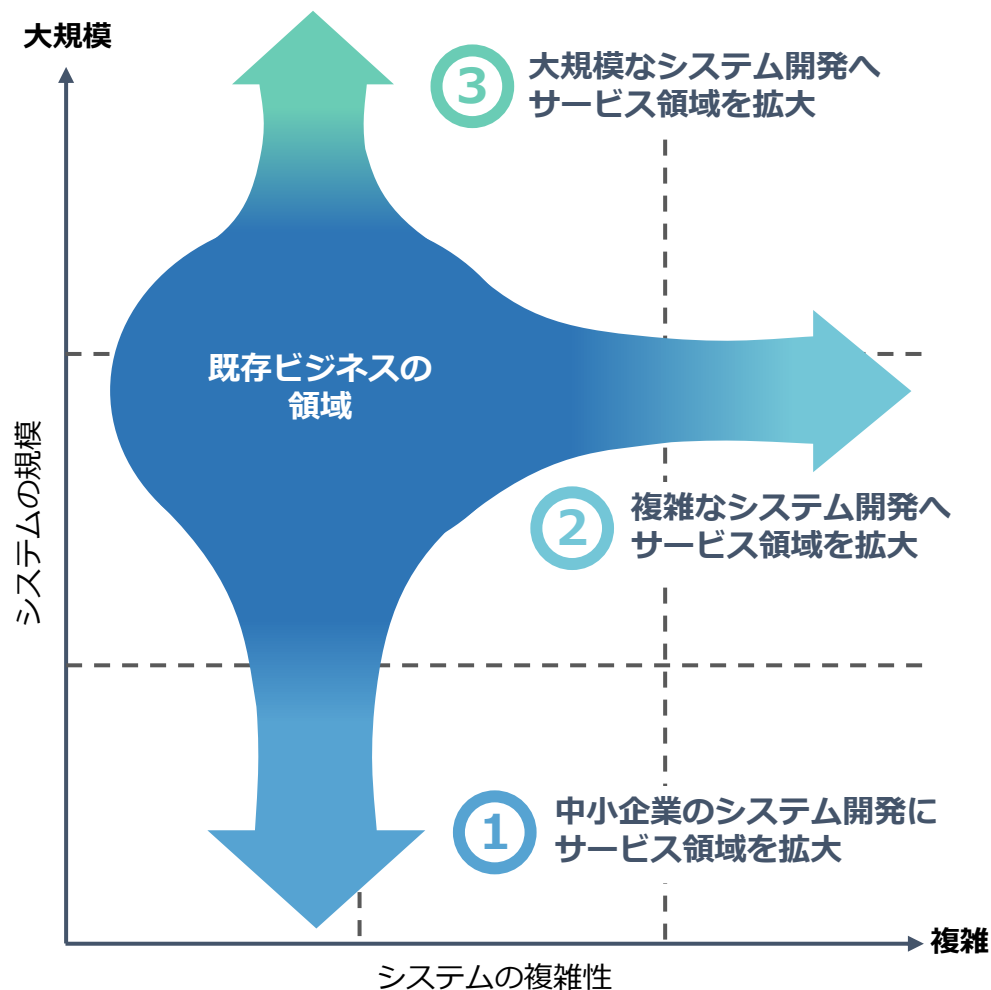 大規模
③ 大規模なシステム開発へ
サービス領域を拡大
既存ビジネスの
領域
システムの規模
② 複雑なシステム開発へ
サービス領域を拡大
① 中小企業のシステム開発に
サービス領域を拡大
複雑
システムの複雑性